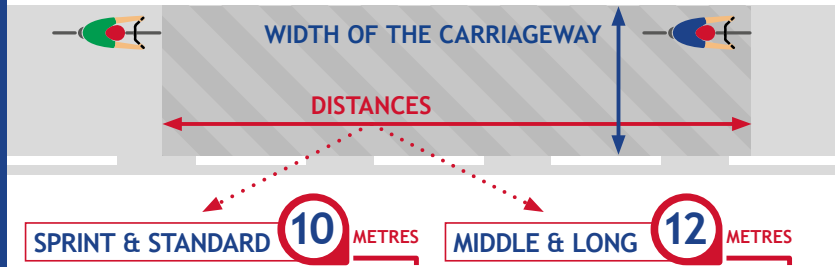 WIDTH OF THE CARRIAGEWAY
DISTANCES
SPRINT & STANDARD 10 METRES
MIDDLE & LONG 12 METRES